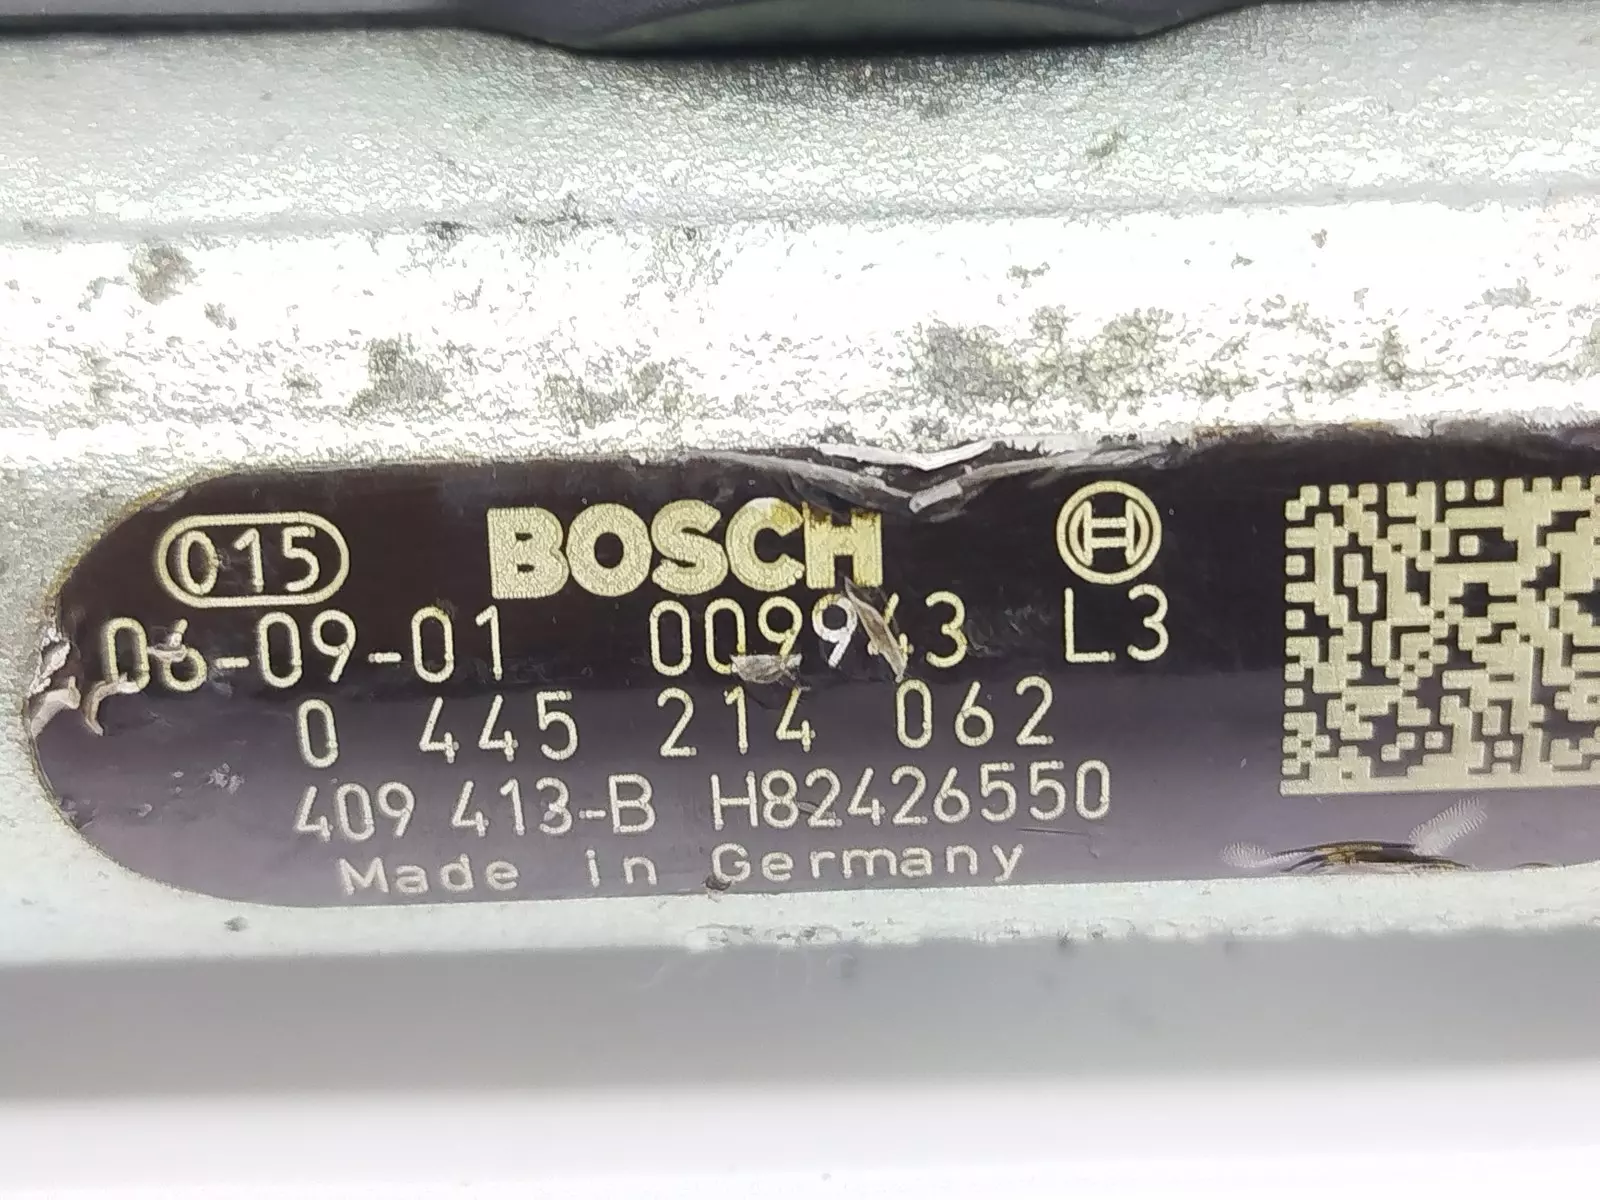 015 BOSCH
06-09-01 009943 L3
0 445 214 062
409 413-B H82426550
Made in Germany